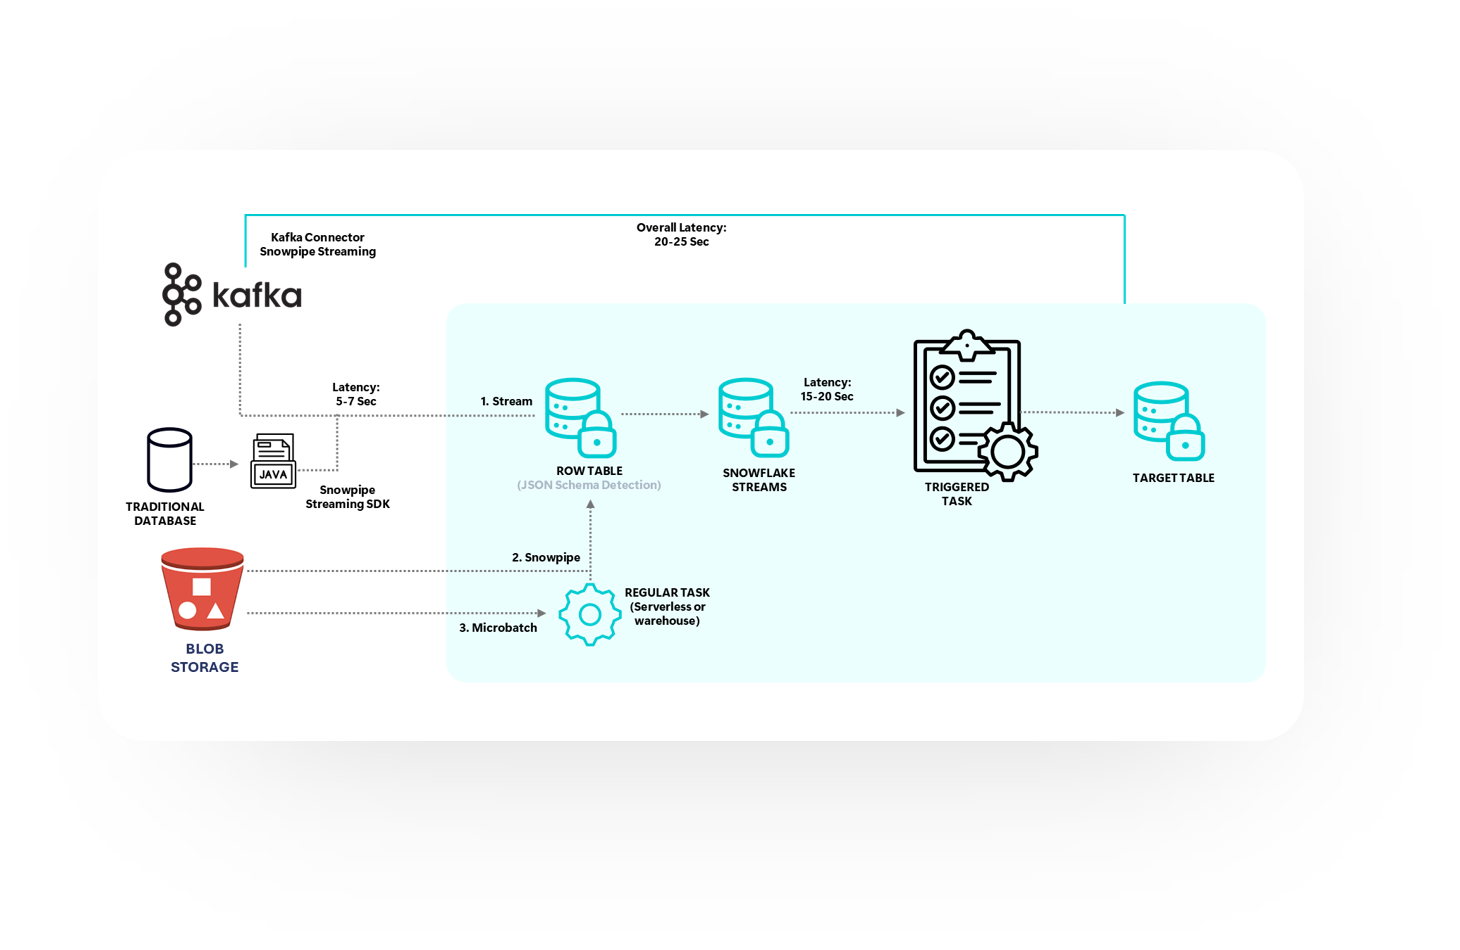 Overall Latency:
20-25 Sec
Kafka Connector
Snowpipe Streaming
kafka
Latency:
5-7 Sec
1. Stream
Latency:
15-20 Sec
JAVA
ROW TABLE
(JSON Schema Detection)
SNOWFLAKE
STREAMS
TRIGGERED
TASK
TARGET TABLE
Snowpipe
Streaming SDK
TRADITIONAL
DATABASE
2. Snowpipe
REGULAR TASK
(Serverless or
warehouse)
3. Microbatch
BLOB
STORAGE